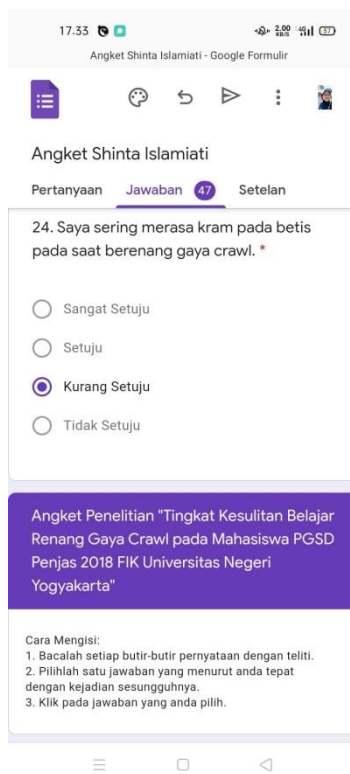 17.33
2.00
KB/S
4G
37
Angket Shinta Islamiati - Google Formulir
Angket Shinta Islamiati
Pertanyaan Jawaban 47 Setelan
24. Saya sering merasa kram pada betis
pada saat berenang gaya crawl. *
Sangat Setuju
Setuju
Kurang Setuju
Tidak Setuju
Angket Penelitian "Tingkat Kesulitan Belajar
Renang Gaya Crawl pada Mahasiswa PGSD
Penjas 2018 FIK Universitas Negeri
Yogyakarta"
Cara Mengisi:
1. Bacalah setiap butir-butir pernyataan dengan teliti.
2. Pilihlah satu jawaban yang menurut anda tepat
dengan kejadian sesungguhnya.
3. Klik pada jawaban yang anda pilih.